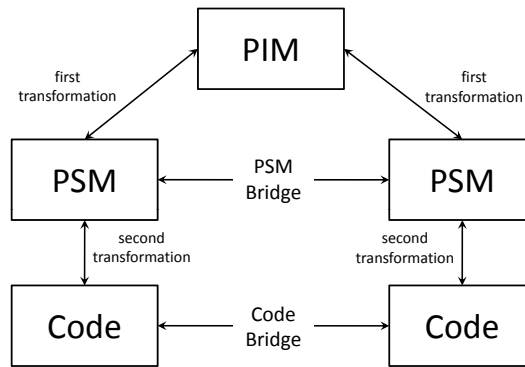 PIM
first
transformation
first
transformation
PSM
PSM
Bridge
PSM
second
transformation
second
transformation
Code
Code
Bridge
Code